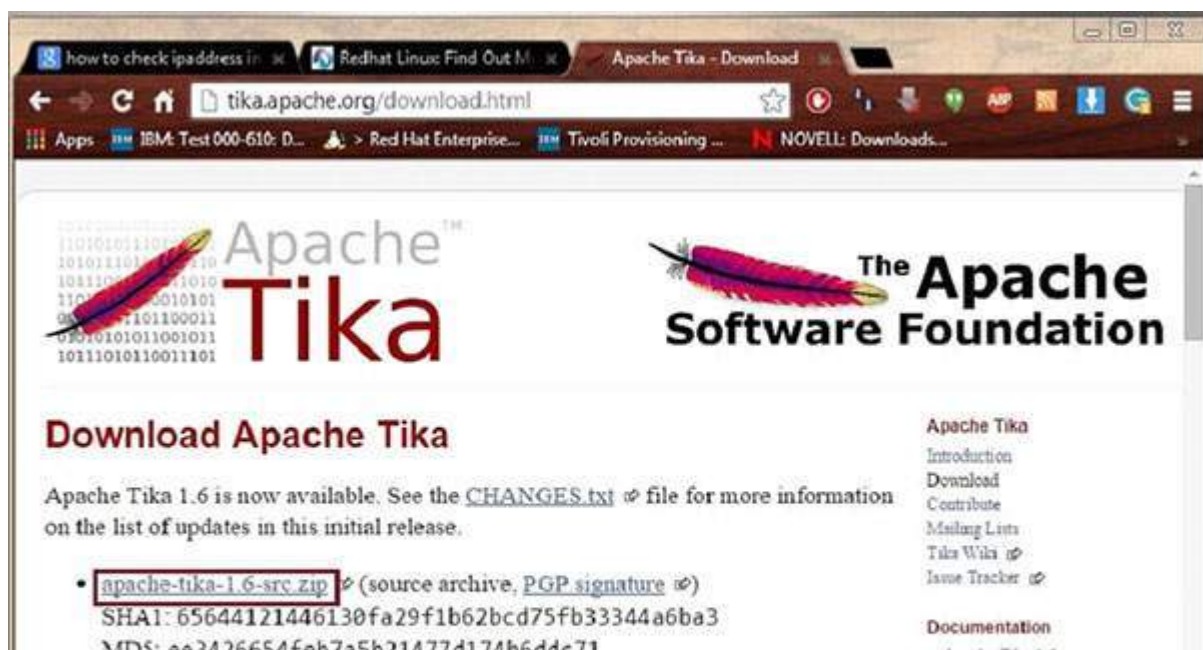 how to check ipaddress in
Redhat Linux: Find Out M
Apache Tika - Download
tika.apache.org/download.html
ABP
Apps
IBM: Test 000-610: D...
> Red Hat Enterprise...
Tivoli Provisioning ...
NOVELL: Downloads...
Apache™
Tika
The Apache
Software Foundation
Download Apache Tika
Apache Tika 1.6 is now available. See the CHANGES.txt file for more information
on the list of updates in this initial release.
• apache-tika-1.6-src.zip (source archive, PGP signature)
SHA1: 65644121446130fa29f1b62bcd75fb33344a6ba3
Apache Tika
Introduction
Download
Contribute
Mailing Lists
Tika Wiki
Issue Tracker
Documentation